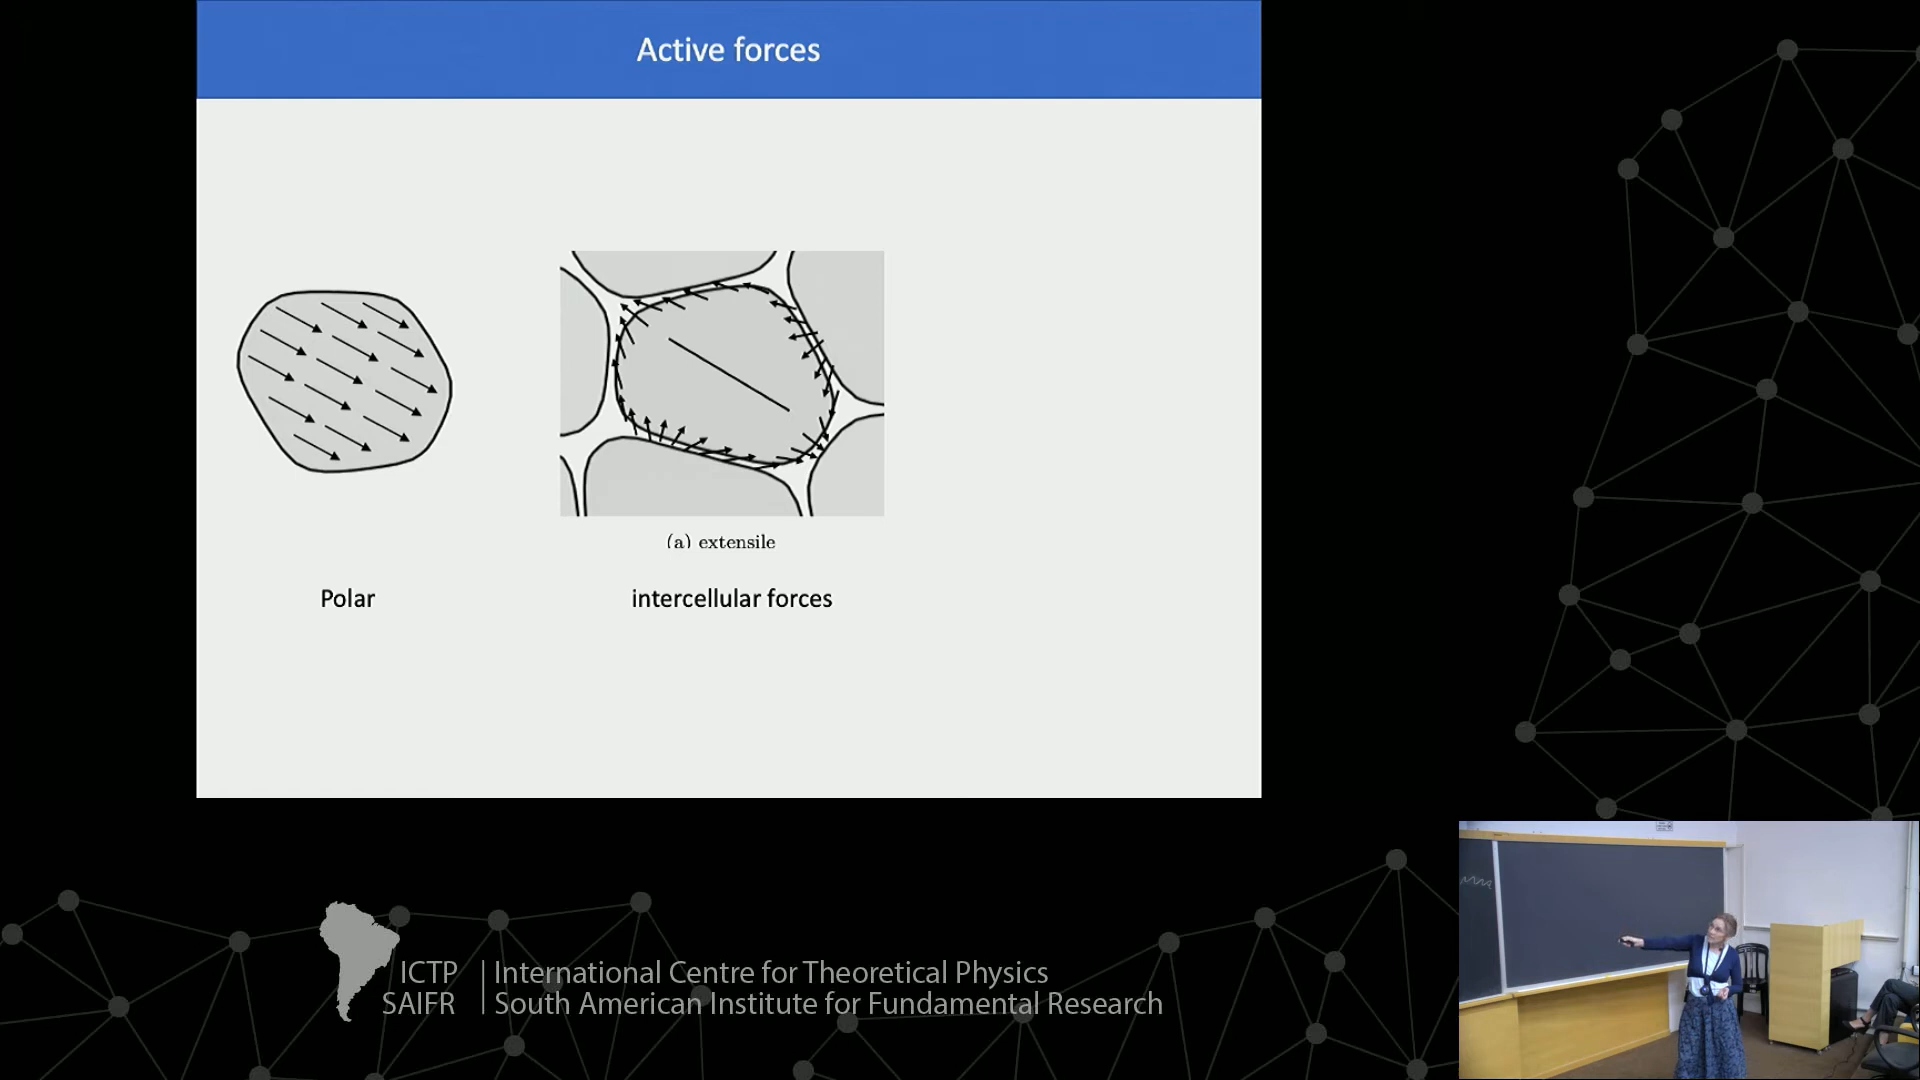 Active forces
(a) extensile
Polar
intercellular forces
ICTP
SAIFR
International Centre for Theoretical Physics
South American Institute for Fundamental Research